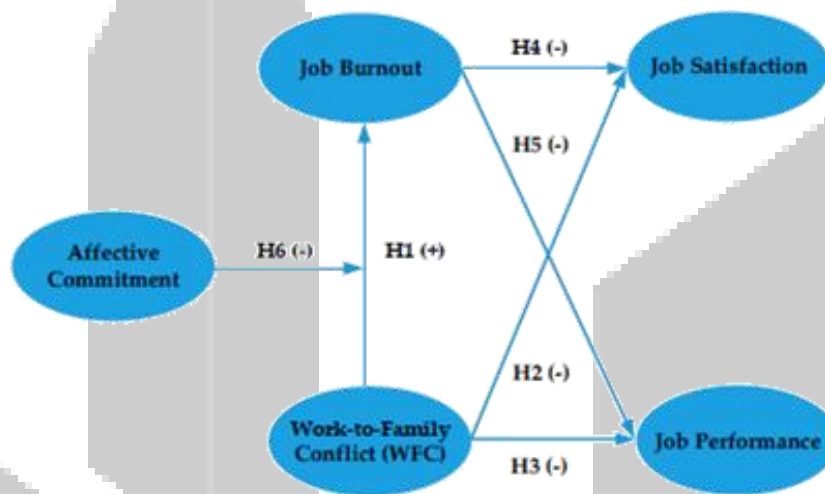 Job Burnout
H4 (-)
Job Satisfaction
H5 (-)
Affective
Commitment
H6 (-)
H1 (+)
H2 (-)
Work-to-Family
Conflict (WFC)
H3 (-)
Job Performance